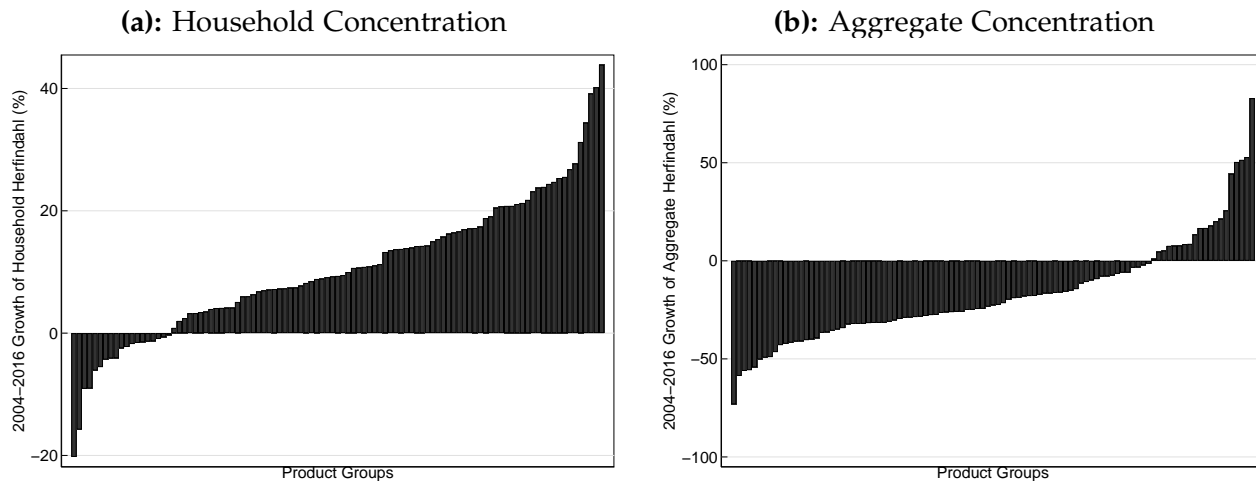 (a): Household Concentration
2004−2016 Growth of Household Herfindahl (%)
40
20
0
−20
Product Groups
(b): Aggregate Concentration
2004−2016 Growth of Aggregate Herfindahl (%)
100
50
0
−50
−100
Product Groups